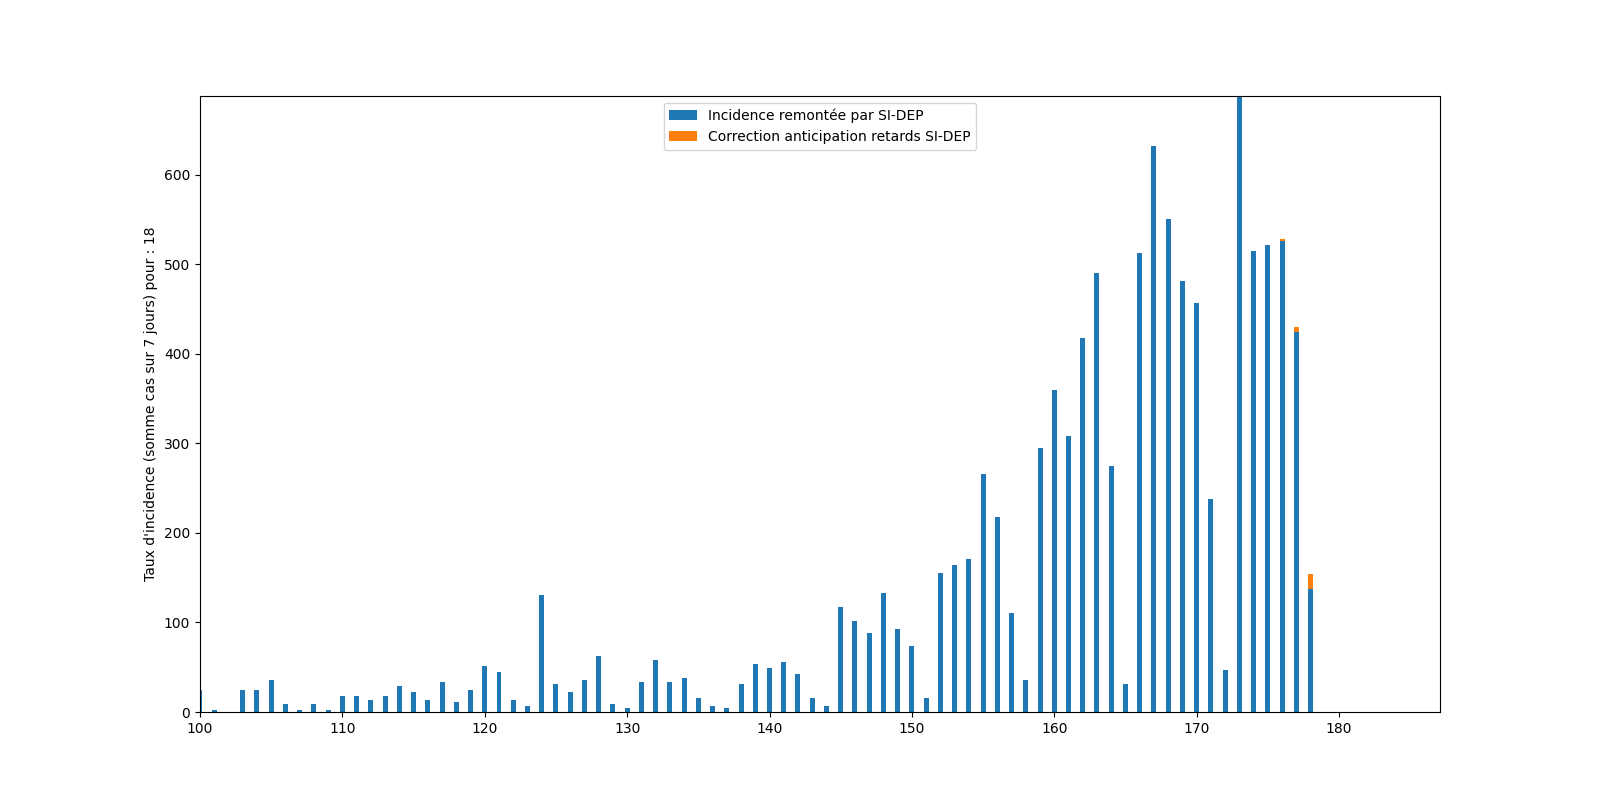 Incidence remontée par SI-DEP
Correction anticipation retards SI-DEP
Taux d'incidence (somme cas sur 7 jours) pour : 18
600
500
400
300
200
100
0
100 110 120 130 140 150 160 170 180